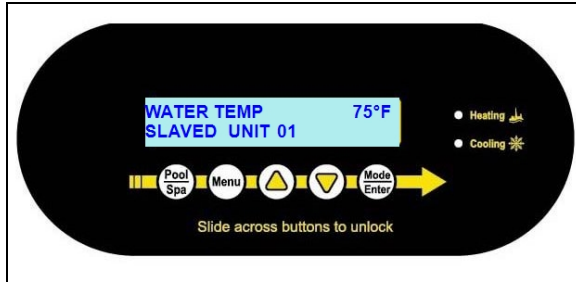 WATER TEMP 75°F
SLAVED UNIT 01
Heating
Cooling
Pool
Spa
Menu
Mode
Enter
Slide across buttons to unlock